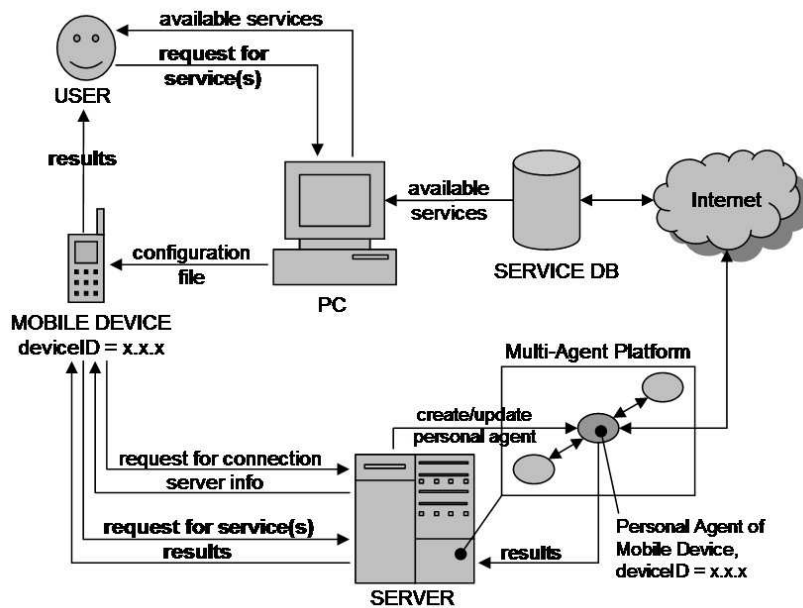 available services
request for
service(s)
USER
results
available
services
Internet
configuration
file
SERVICE DB
PC
MOBILE DEVICE
deviceID = x.x.x
Multi-Agent Platform
create/update
personal agent
request for connection
server info
request for service(s)
results
results
Personal Agent of
Mobile Device,
deviceID = x.x.x
SERVER